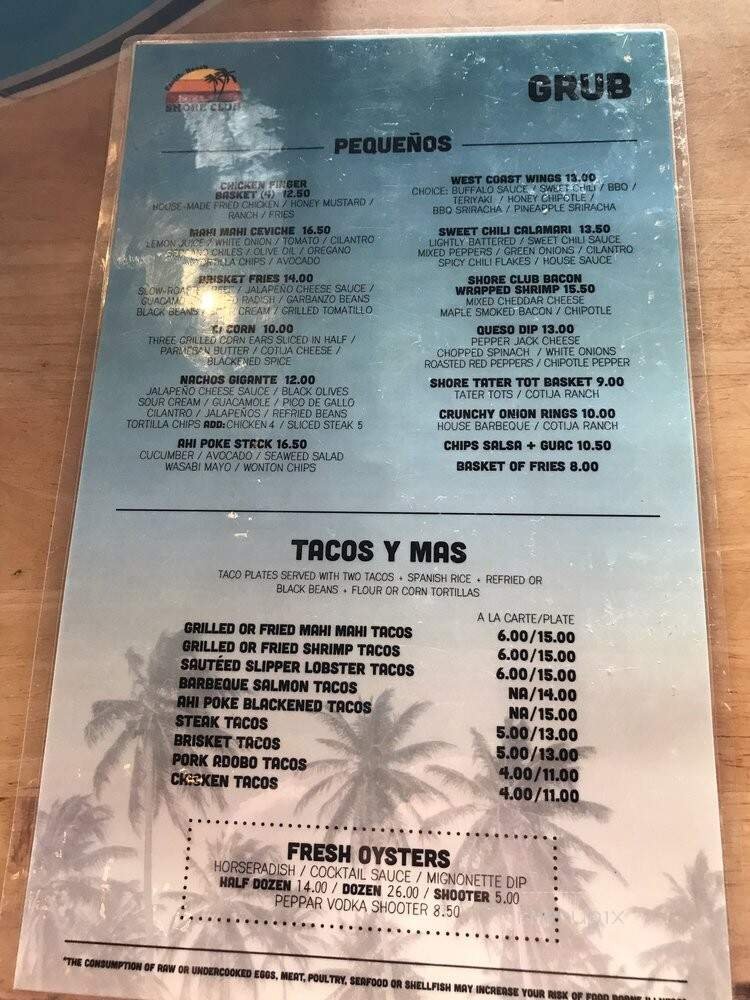 SHORE CLUB
GRUB
PEQUEÑOS
CHICKEN FINGER
BASKET (4) 12.50
HOUSE-MADE FRIED CHICKEN / HONEY MUSTARD /
RANCH / FRIES
MAHI MAHI CEVICHE 16.50
LEMON JUICE / WHITE ONION / TOMATO / CILANTRO
CHILES / OLIVE OIL / OREGANO
TORTILLA CHIPS / AVOCADO
BRISKET FRIES 14.00
/ JALAPEÑO CHEESE SAUCE /
RADISH / GARBANZO BEANS
BLACK BEANS / CREAM / GRILLED TOMATILLO
CORN 10.00
THREE GRILLED CORN EARS SLICED IN HALF /
PARMESAN BUTTER / COTIJA CHEESE /
BLACKENED SPICE
NACHOS GIGANTE 12.00
JALAPEÑO CHEESE SAUCE / BLACK OLIVES
SOUR CREAM / GUACAMOLE / PICO DE GALLO
CILANTRO / JALAPEÑOS / REFRIED BEANS
TORTILLA CHIPS ADD: CHICKEN 4 / SLICED STEAK 5
AHI POKE STACK 16.50
CUCUMBER / AVOCADO / SEAWEED SALAD
WASABI MAYO / WONTON CHIPS
WEST COAST WINGS 13.00
CHOICE: BUFFALO SAUCE / SWEET CHILI / BBQ /
TERIYAKI / HONEY CHIPOTLE /
BBQ SRIRACHA / PINEAPPLE SRIRACHA
SWEET CHILI CALAMARI 13.50
LIGHTLY BATTERED / SWEET CHILI SAUCE
MIXED PEPPERS / GREEN ONIONS / CILANTRO
SPICY CHILI FLAKES / HOUSE SAUCE
SHORE CLUB BACON
WRAPPED SHRIMP 15.50
MIXED CHEDDAR CHEESE
MAPLE SMOKED BACON / CHIPOTLE
QUESO DIP 13.00
PEPPER JACK CHEESE
CHOPPED SPINACH / WHITE ONIONS
ROASTED RED PEPPERS / CHIPOTLE PEPPER
SHORE TATER TOT BASKET 9.00
TATER TOTS / COTIJA RANCH
CRUNCHY ONION RINGS 10.00
HOUSE BARBEQUE / COTIJA RANCH
CHIPS SALSA + GUAC 10.50
BASKET OF FRIES 8.00
TACOS Y MAS
TACO PLATES SERVED WITH TWO TACOS + SPANISH RICE + REFRIED OR
BLACK BEANS + FLOUR OR CORN TORTILLAS
A LA CARTE/PLATE
GRILLED OR FRIED MAHI MAHI TACOS 6.00/15.00
GRILLED OR FRIED SHRIMP TACOS 6.00/15.00
SAUTÉED SLIPPER LOBSTER TACOS 6.00/15.00
BARBEQUE SALMON TACOS NA/14.00
AHI POKE BLACKENED TACOS NA/15.00
STEAK TACOS 5.00/13.00
BRISKET TACOS 5.00/13.00
PORK ADOBO TACOS 4.00/11.00
CHICKEN TACOS 4.00/11.00
FRESH OYSTERS
HORSERADISH / COCKTAIL SAUCE / MIGNONETTE DIP
HALF DOZEN 14.00 / DOZEN 26.00 / SHOOTER 5.00
PEPPAR VODKA SHOOTER 8.50
*THE CONSUMPTION OF RAW OR UNDERCOOKED EGGS, MEAT, POULTRY, SEAFOOD OR SHELLFISH MAY INCREASE YOUR RISK OF FOOD BORNE